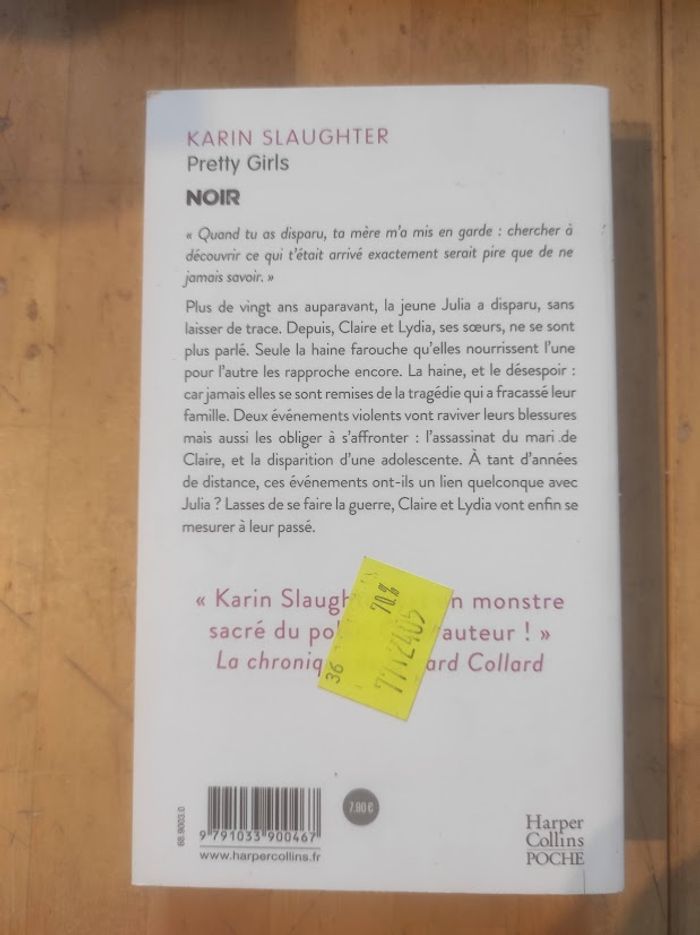 KARIN SLAUGHTER
Pretty Girls
NOIR
« Quand tu as disparu, ta mère m'a mis en garde : chercher à
découvrir ce qui t'était arrivé exactement serait pire que de ne
jamais savoir. »
Plus de vingt ans auparavant, la jeune Julia a disparu, sans
laisser de trace. Depuis, Claire et Lydia, ses sœurs, ne se sont
plus parlé. Seule la haine farouche qu'elles nourrissent l'une
pour l'autre les rapproche encore. La haine, et le désespoir :
car jamais elles se sont remises de la tragédie qui a fracassé leur
famille. Deux événements violents vont raviver leurs blessures
mais aussi les obliger à s'affronter : l'assassinat du mari de
Claire, et la disparition d'une adolescente. À tant d'années
de distance, ces événements ont-ils un lien quelconque avec
Julia ? Lasses de se faire la guerre, Claire et Lydia vont enfin se
mesurer à leur passé.
« Karin Slaugh n monstre
sacré du po auteur ! »
La chroniq ard Collard
36
70%
68.9003.0
9 791033 900467
7.90 €
www.harpercollins.fr
Harper
Collins
POCHE